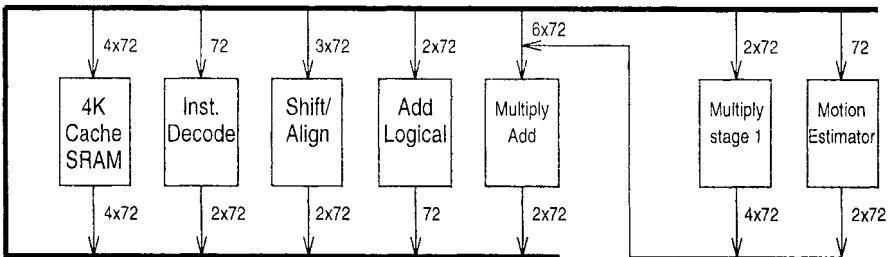 4x72
72
3x72
2x72
6x72
2x72
72
4K
Cache
SRAM
Inst.
Decode
Shift/
Align
Add
Logical
Multiply
Add
Multiply
stage 1
Motion
Estimator
4x72
2x72
2x72
72
2x72
4x72
2x72